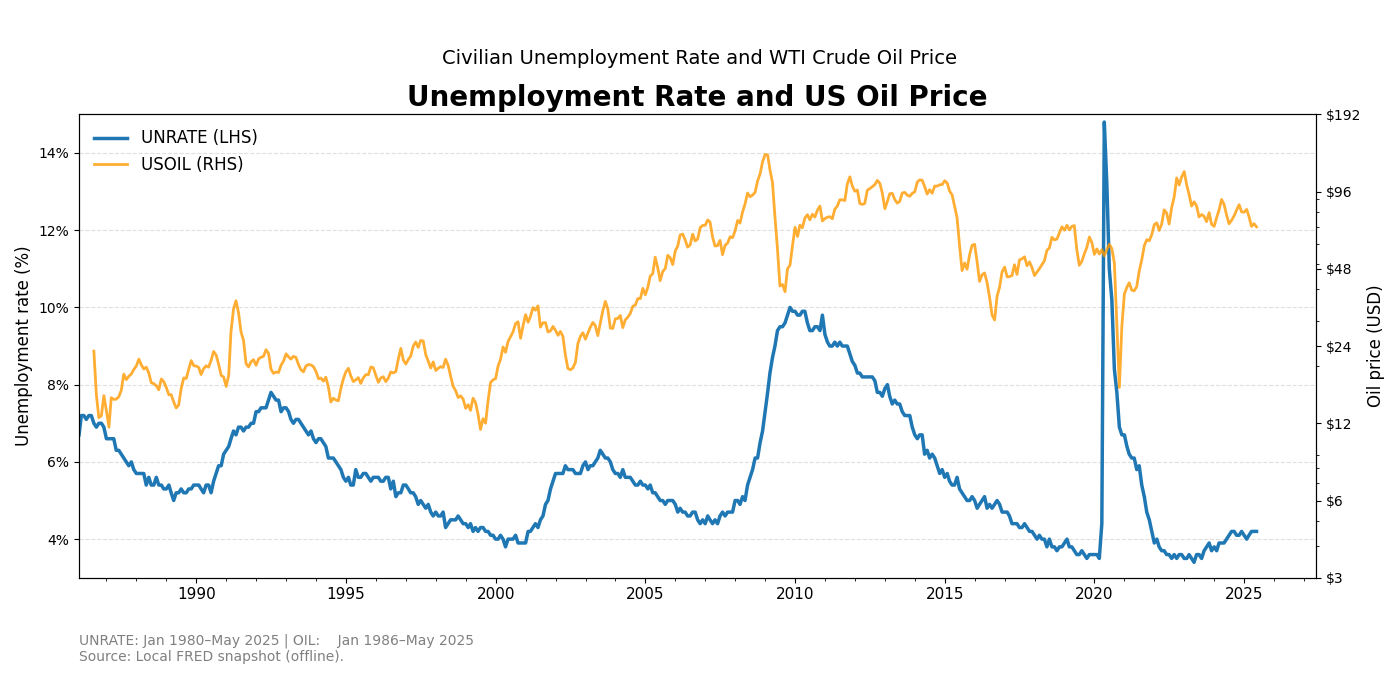 Civilian Unemployment Rate and WTI Crude Oil Price
Unemployment Rate and US Oil Price
UNRATE (LHS)
USOIL (RHS)
Unemployment rate (%)
14%
12%
10%
8%
6%
4%
$192
$96
$48
$24
$12
$6
$3
Oil price (USD)
1990 1995 2000 2005 2010 2015 2020 2025
UNRATE: Jan 1980–May 2025 | OIL: Jan 1986–May 2025
Source: Local FRED snapshot (offline).